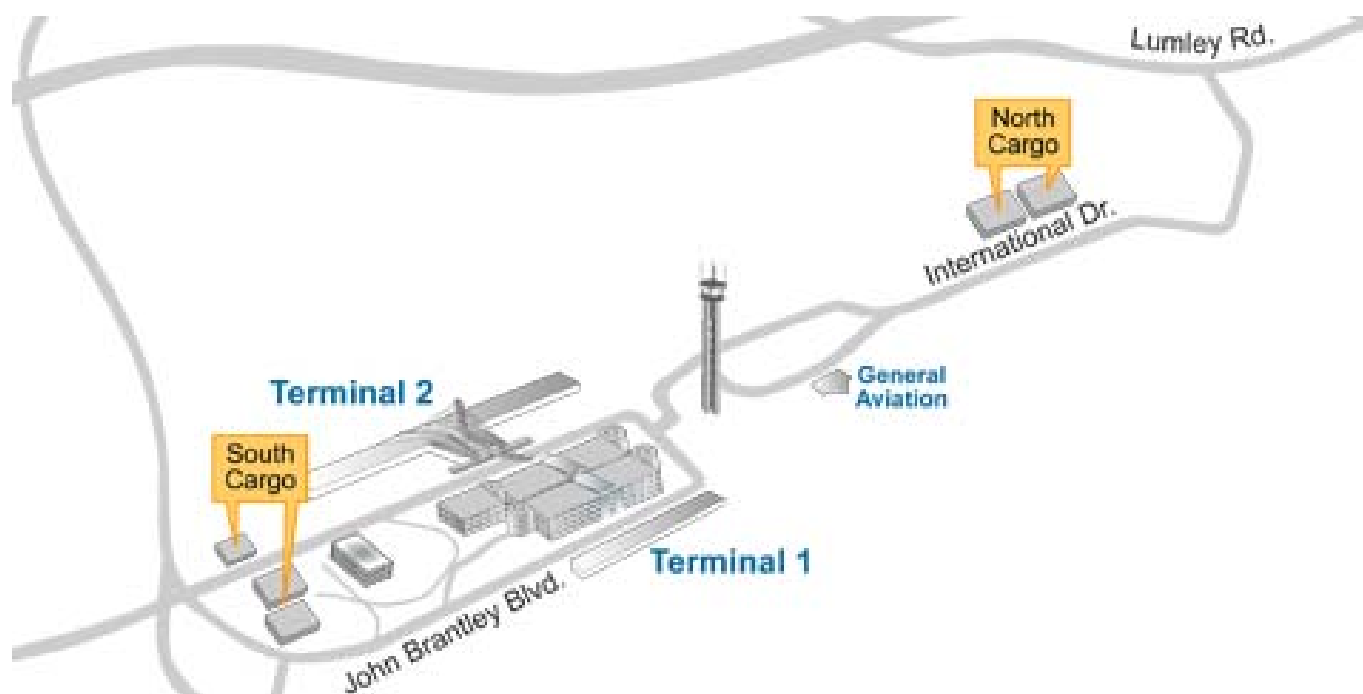 Lumley Rd.
North
Cargo
International Dr.
General
Aviation
Terminal 2
South
Cargo
Terminal 1
John Brantley Blvd.